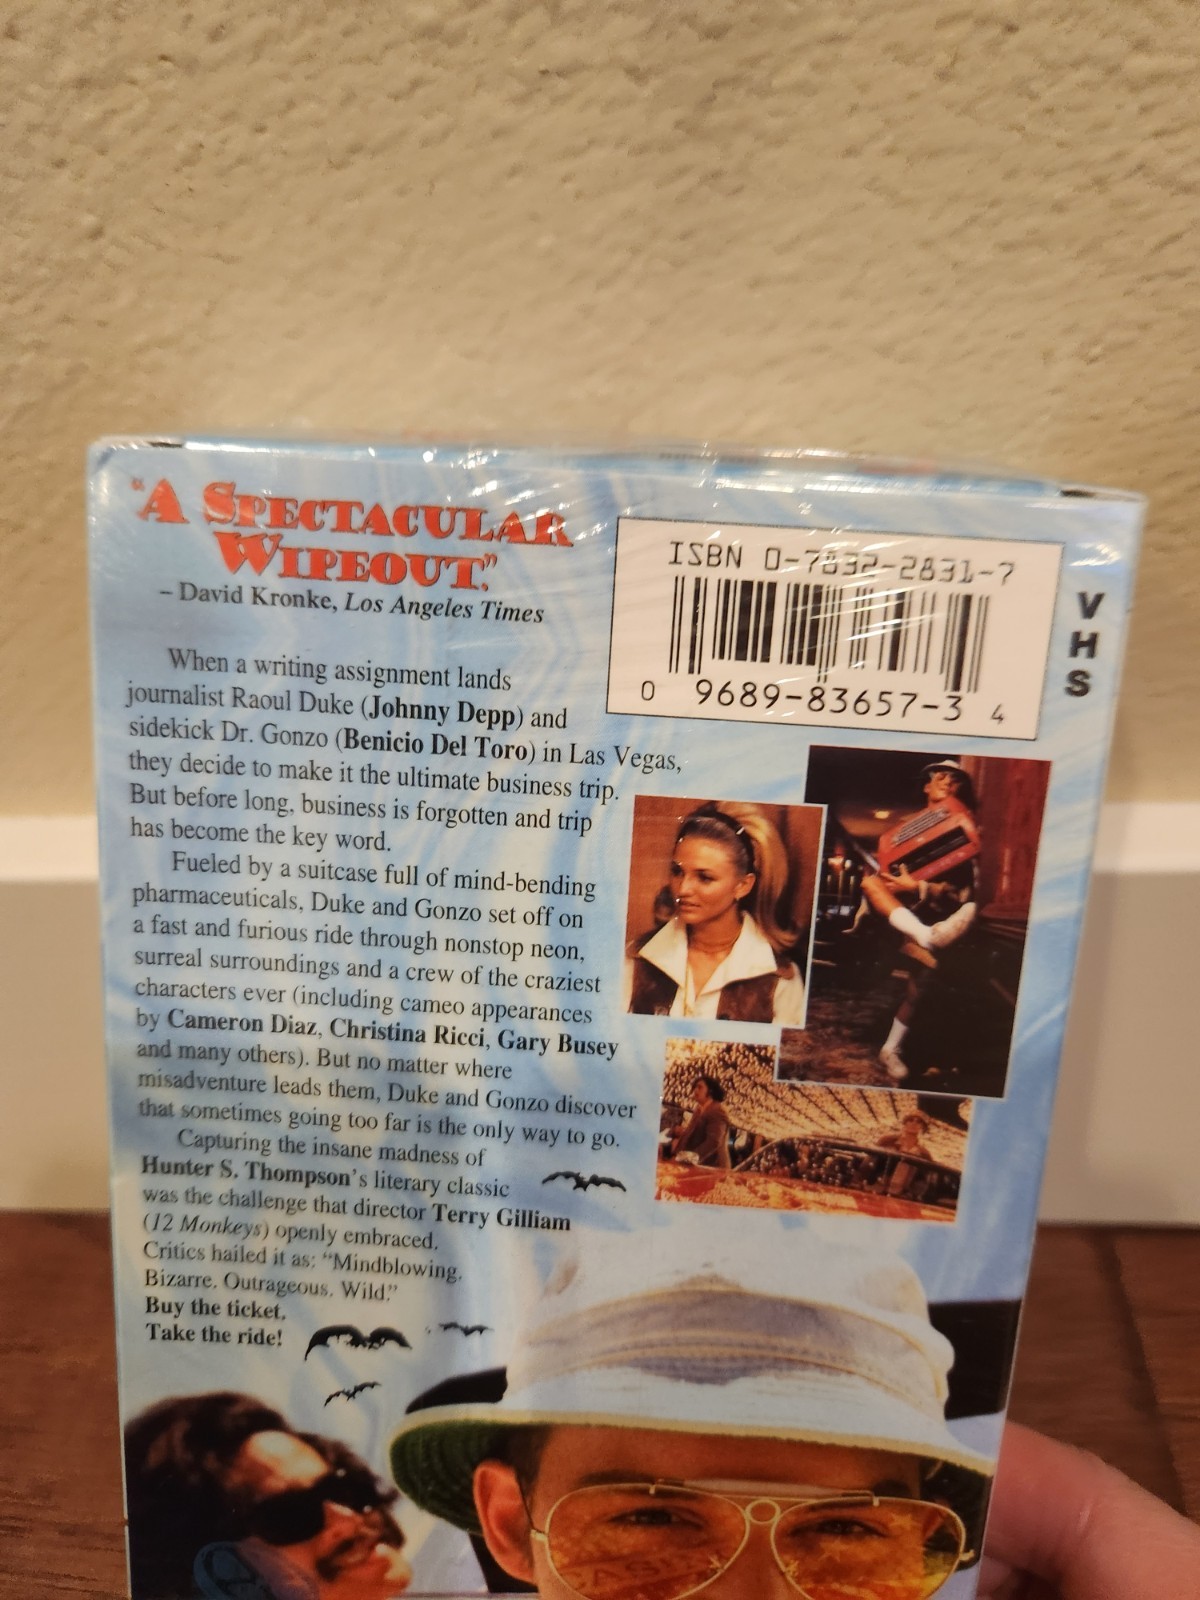 "A SPECTACULAR
WIPEOUT."
– David Kronke, Los Angeles Times
ISBN 0-7832-2831-7
0 9689-83657-3 4
VHS
When a writing assignment lands
journalist Raoul Duke (Johnny Depp) and
sidekick Dr. Gonzo (Benicio Del Toro) in Las Vegas,
they decide to make it the ultimate business trip.
But before long, business is forgotten and trip
has become the key word.
Fueled by a suitcase full of mind-bending
pharmaceuticals, Duke and Gonzo set off on
a fast and furious ride through nonstop neon,
surreal surroundings and a crew of the craziest
characters ever (including cameo appearances
by Cameron Diaz, Christina Ricci, Gary Busey
and many others). But no matter where
misadventure leads them, Duke and Gonzo discover
that sometimes going too far is the only way to go.
Capturing the insane madness of
Hunter S. Thompson's literary classic
was the challenge that director Terry Gilliam
(12 Monkeys) openly embraced.
Critics hailed it as: "Mindblowing.
Bizarre. Outrageous. Wild."
Buy the ticket.
Take the ride!